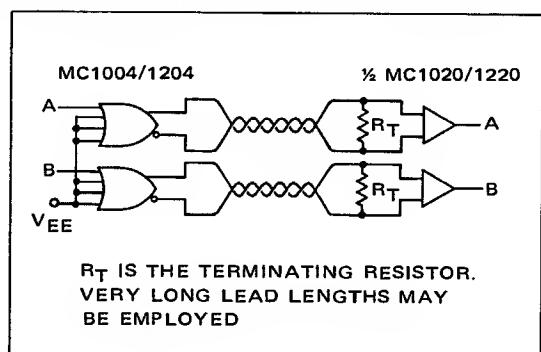 MC1004/1204 ½ MC1020/1220
A RT A
B RT B
VEE
RT IS THE TERMINATING RESISTOR.
VERY LONG LEAD LENGTHS MAY
BE EMPLOYED